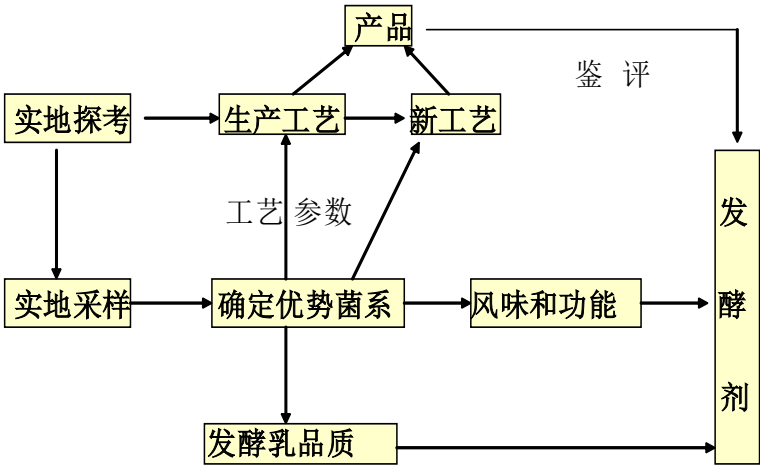 产品
鉴 评
实地探考
生产工艺
新工艺
工艺 参数
发酵剂
实地采样
确定优势菌系
风味和功能
发酵乳品质